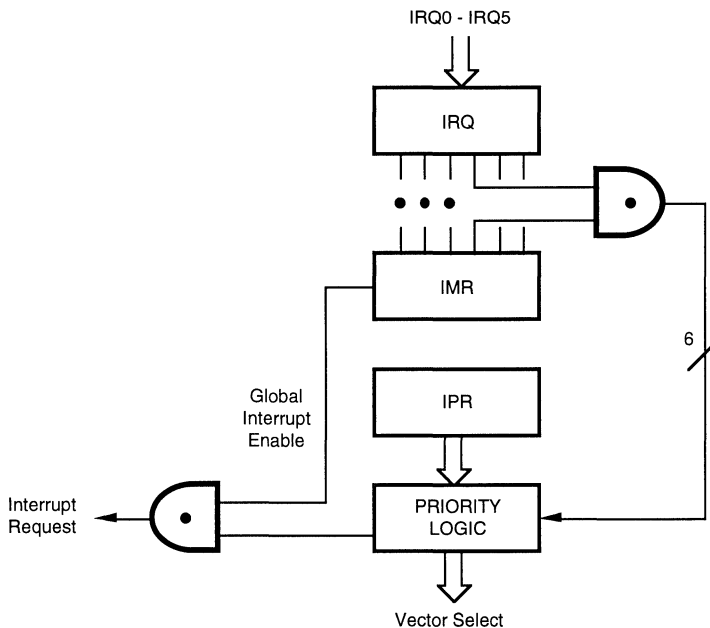 IRQ0 - IRQ5
IRQ
IMR
6
Global
Interrupt
Enable
IPR
Interrupt
Request
PRIORITY
LOGIC
Vector Select